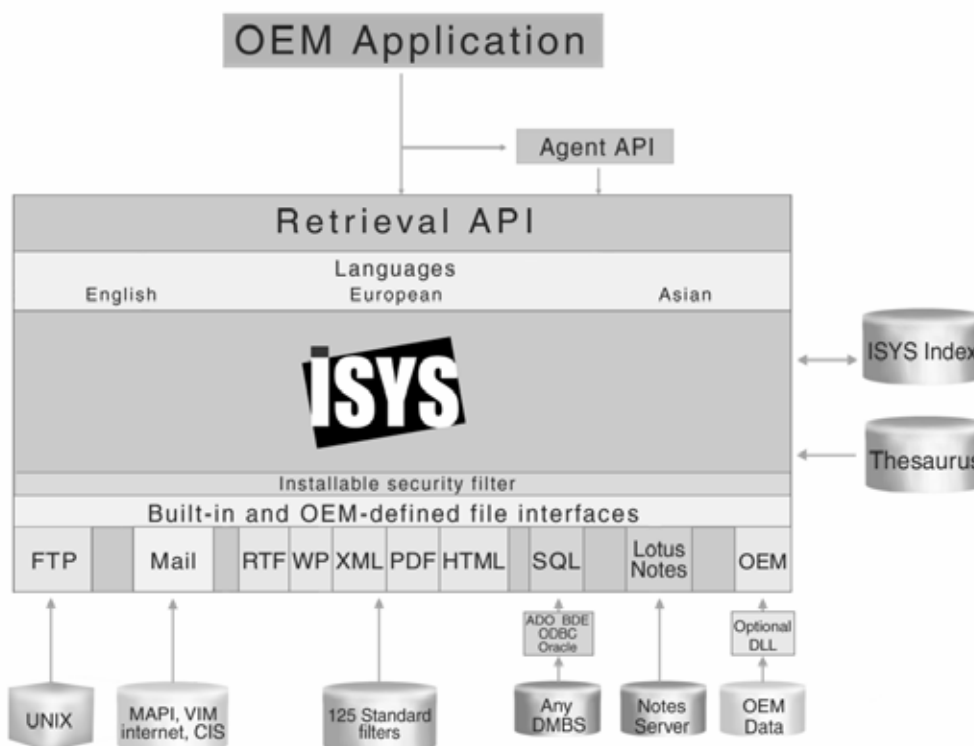 OEM Application
Agent API
Retrieval API
Languages
English European Asian
ISYS
ISYS Index
Thesaurus
Installable security filter
Built-in and OEM-defined file interfaces
FTP Mail RTF WP XML PDF HTML SQL Lotus Notes OEM
ADO BDE
ODBC
Oracle
Optional
DLL
UNIX
MAPI, VIM
internet, CIS
125 Standard
filters
Any
DMBS
Notes
Server
OEM
Data